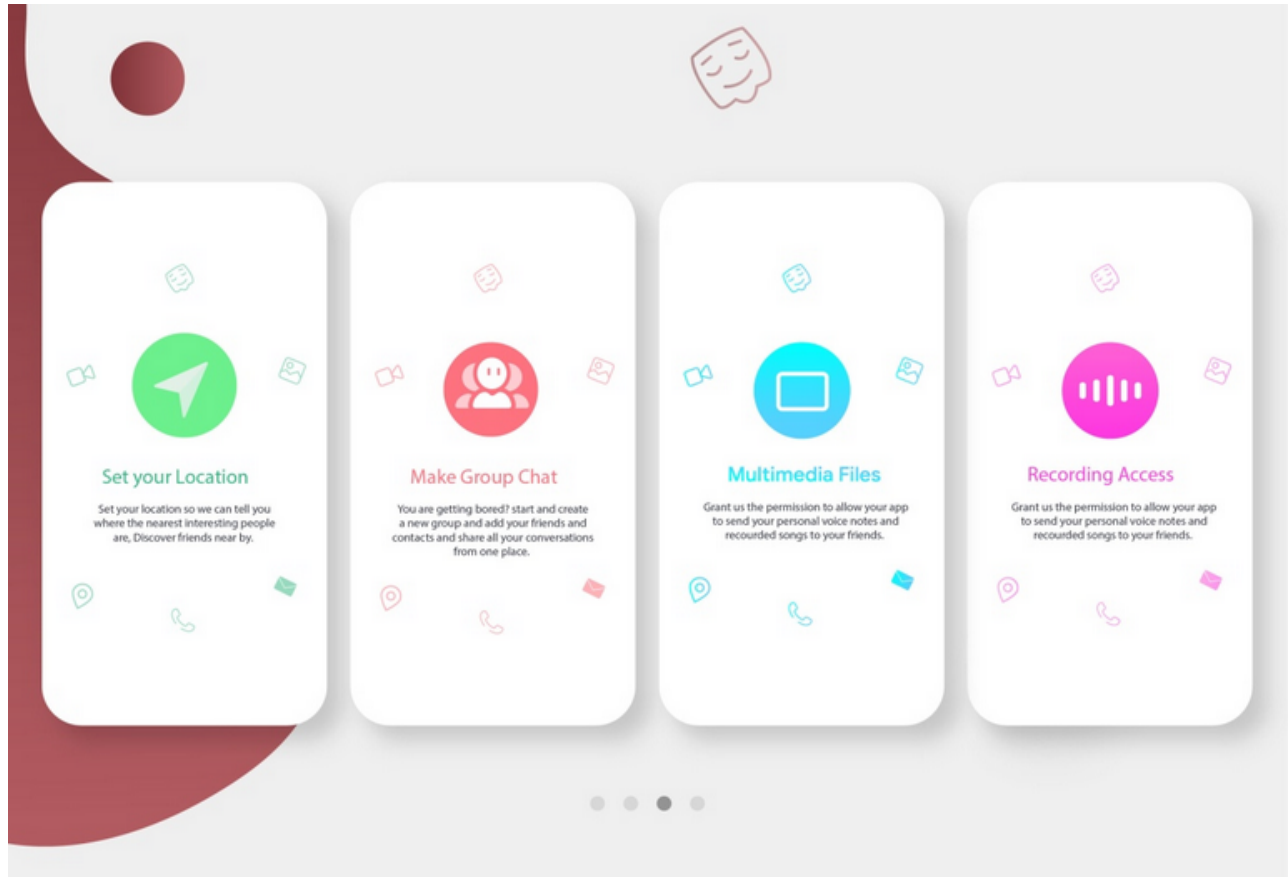 Set your Location
Set your location so we can tell you
where the nearest interesting people
are, Discover friends near by.
Make Group Chat
You are getting bored? start and create
a new group and add your friends and
contacts and share all your conversations
from one place.
Multimedia Files
Grant us the permission to allow your app
to send your personal voice notes and
recourded songs to your friends.
Recording Access
Grant us the permission to allow your app
to send your personal voice notes and
recourded songs to your friends.